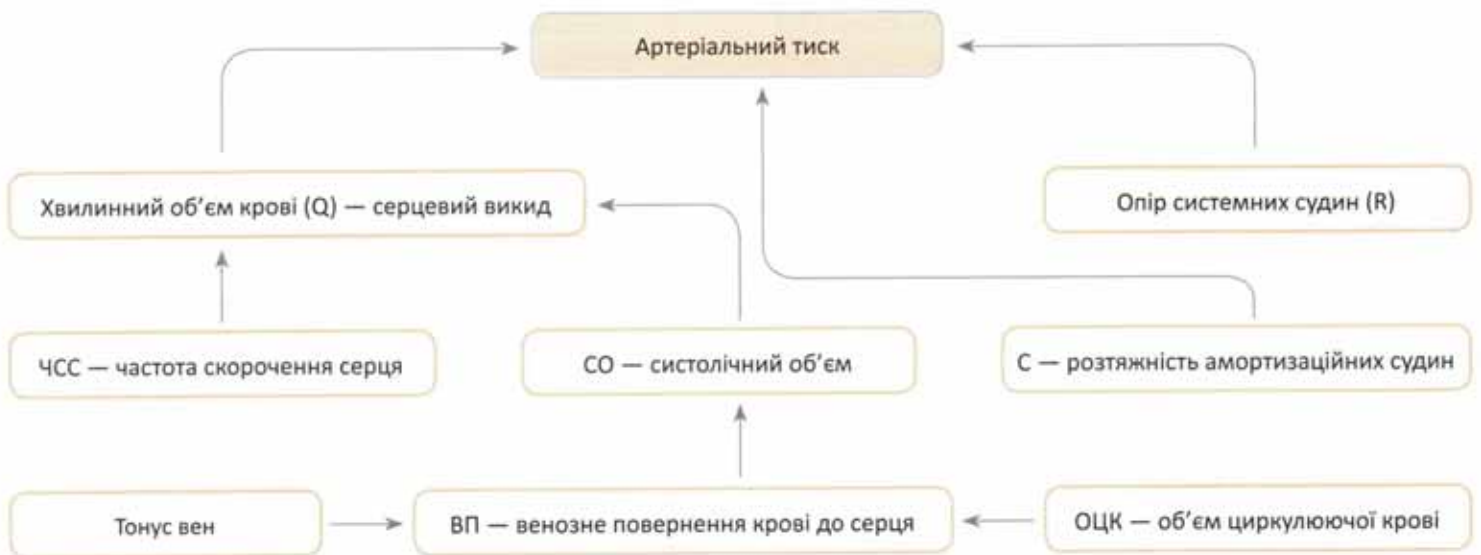 Артеріальний тиск
Хвилинний об’єм крові (Q) — серцевий викид
Опір системних судин (R)
ЧСС — частота скорочення серця
СО — систолічний об’єм
С — розтяжність амортизаційних судин
Тонус вен
ВП — венозне повернення крові до серця
ОЦК — об’єм циркулюючої крові